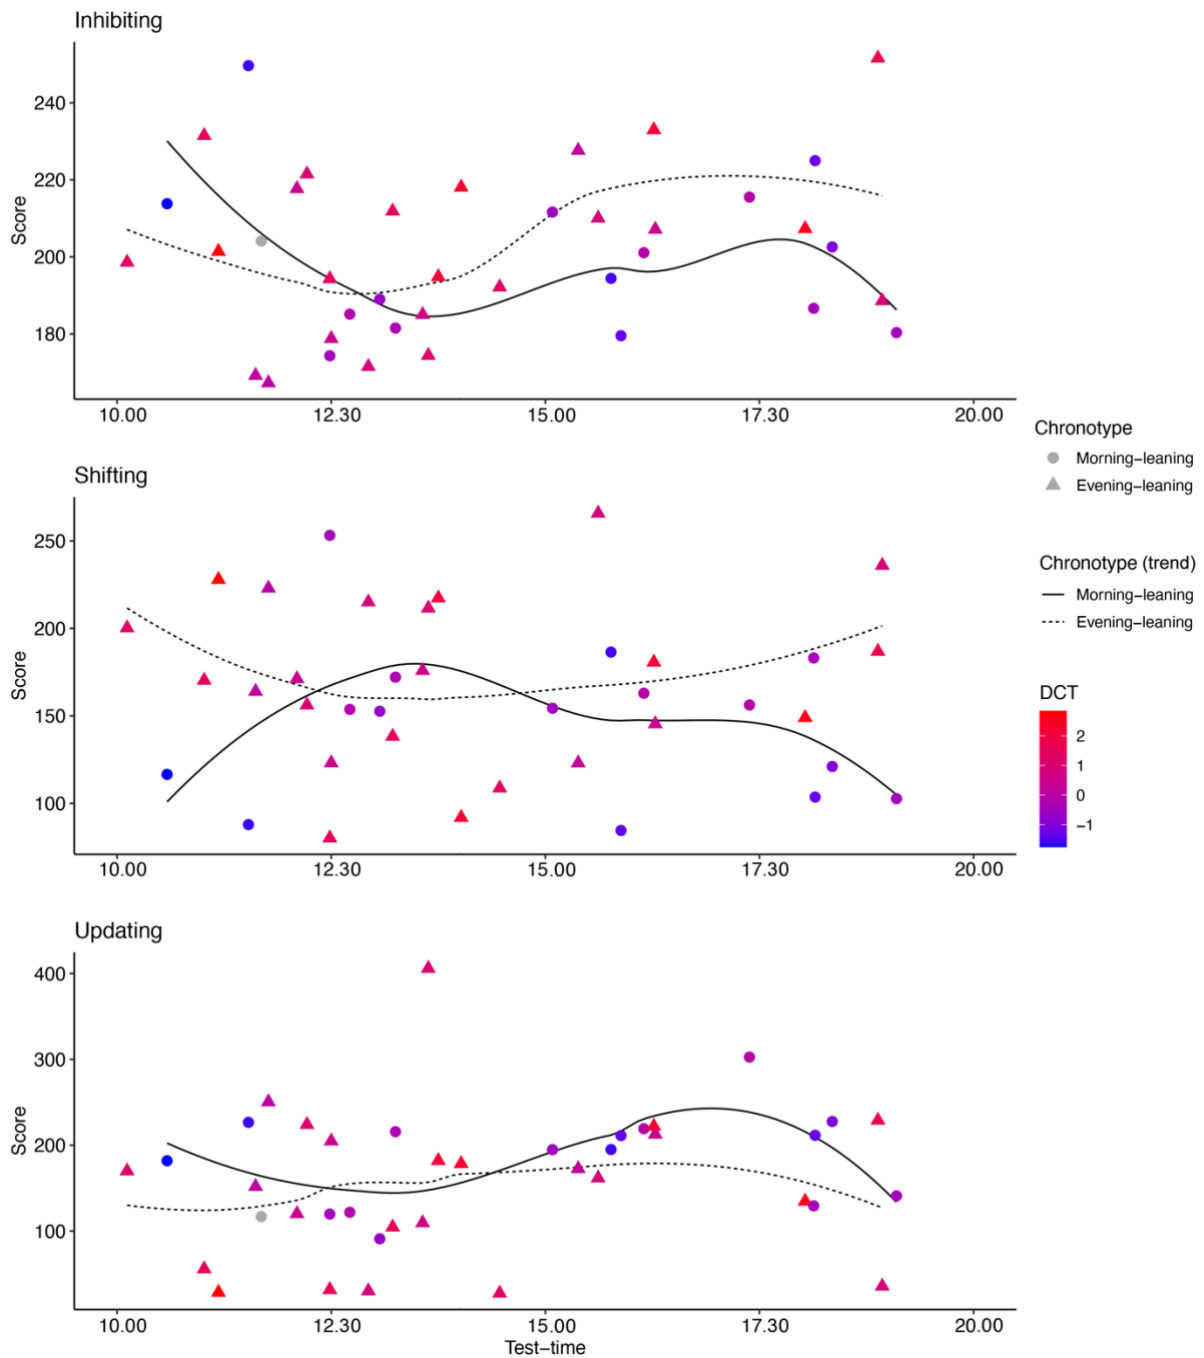 Inhibiting
Score
240
220
200
180
10.00 12.30 15.00 17.30 20.00
Shifting
Score
250
200
150
100
10.00 12.30 15.00 17.30 20.00
Updating
Score
400
300
200
100
10.00 12.30 15.00 17.30 20.00
Test−time
Chronotype
Morning−leaning
Evening−leaning
Chronotype (trend)
Morning−leaning
Evening−leaning
DCT
2
1
0
−1